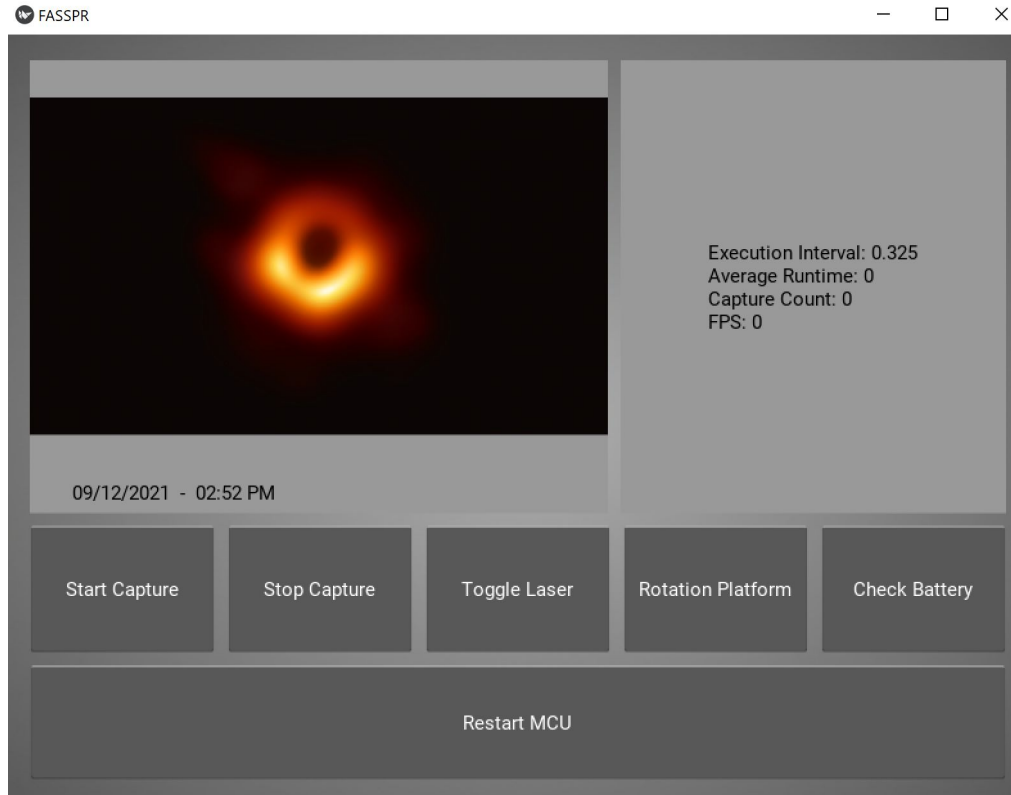 FASSPR
Execution Interval: 0.325
Average Runtime: 0
Capture Count: 0
FPS: 0
09/12/2021 - 02:52 PM
Start Capture
Stop Capture
Toggle Laser
Rotation Platform
Check Battery
Restart MCU